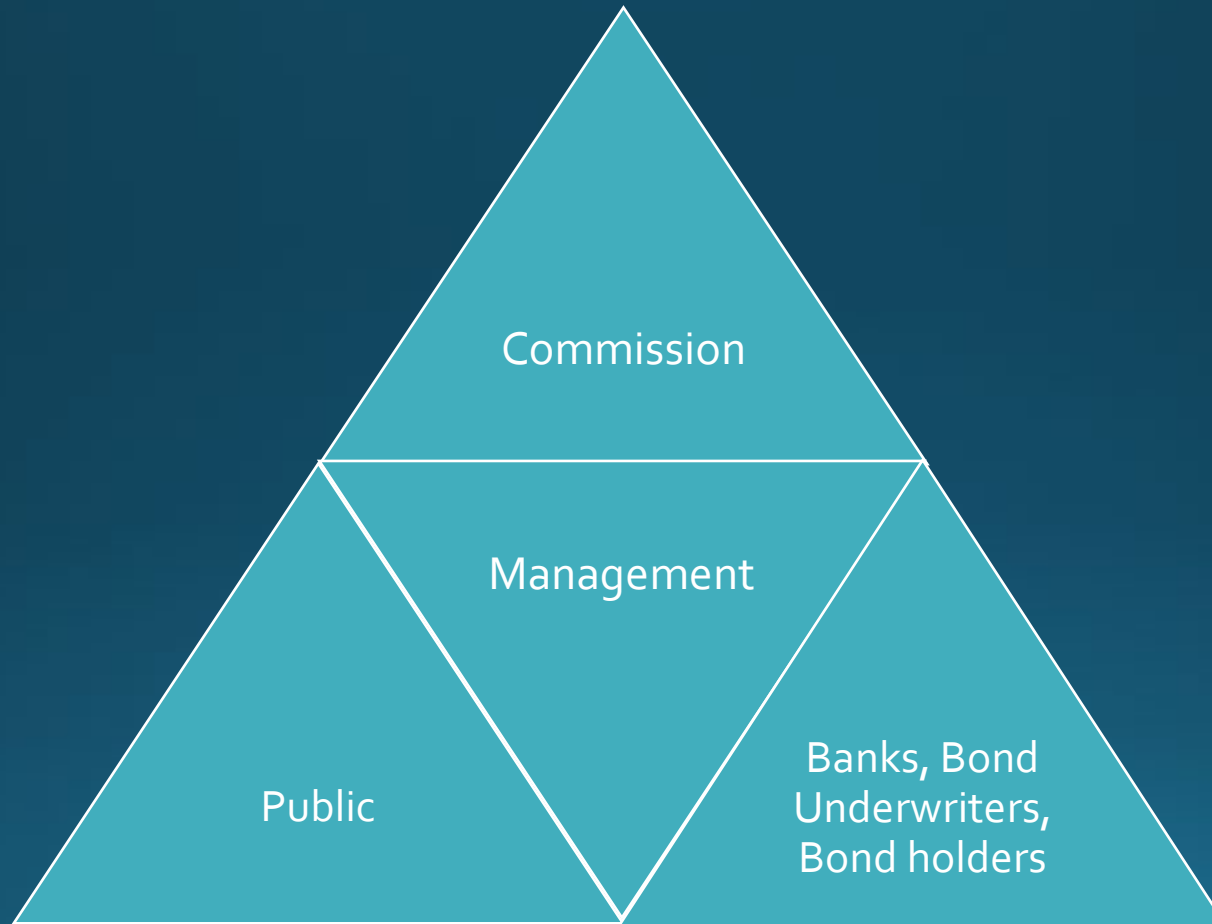 Commission
Management
Public
Banks, Bond
Underwriters,
Bond holders